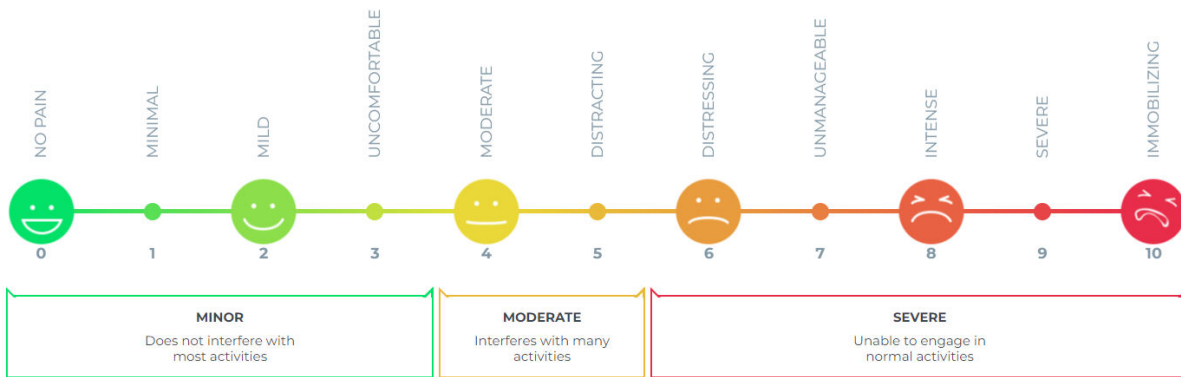 NO PAIN
MINIMAL
MILD
UNCOMFORTABLE
MODERATE
DISTRACTING
DISTRESSING
UNMANAGEABLE
INTENSE
SEVERE
IMMOBILIZING
0 1 2 3 4 5 6 7 8 9 10
MINOR
Does not interfere with
most activities
MODERATE
Interferes with many
activities
SEVERE
Unable to engage in
normal activities